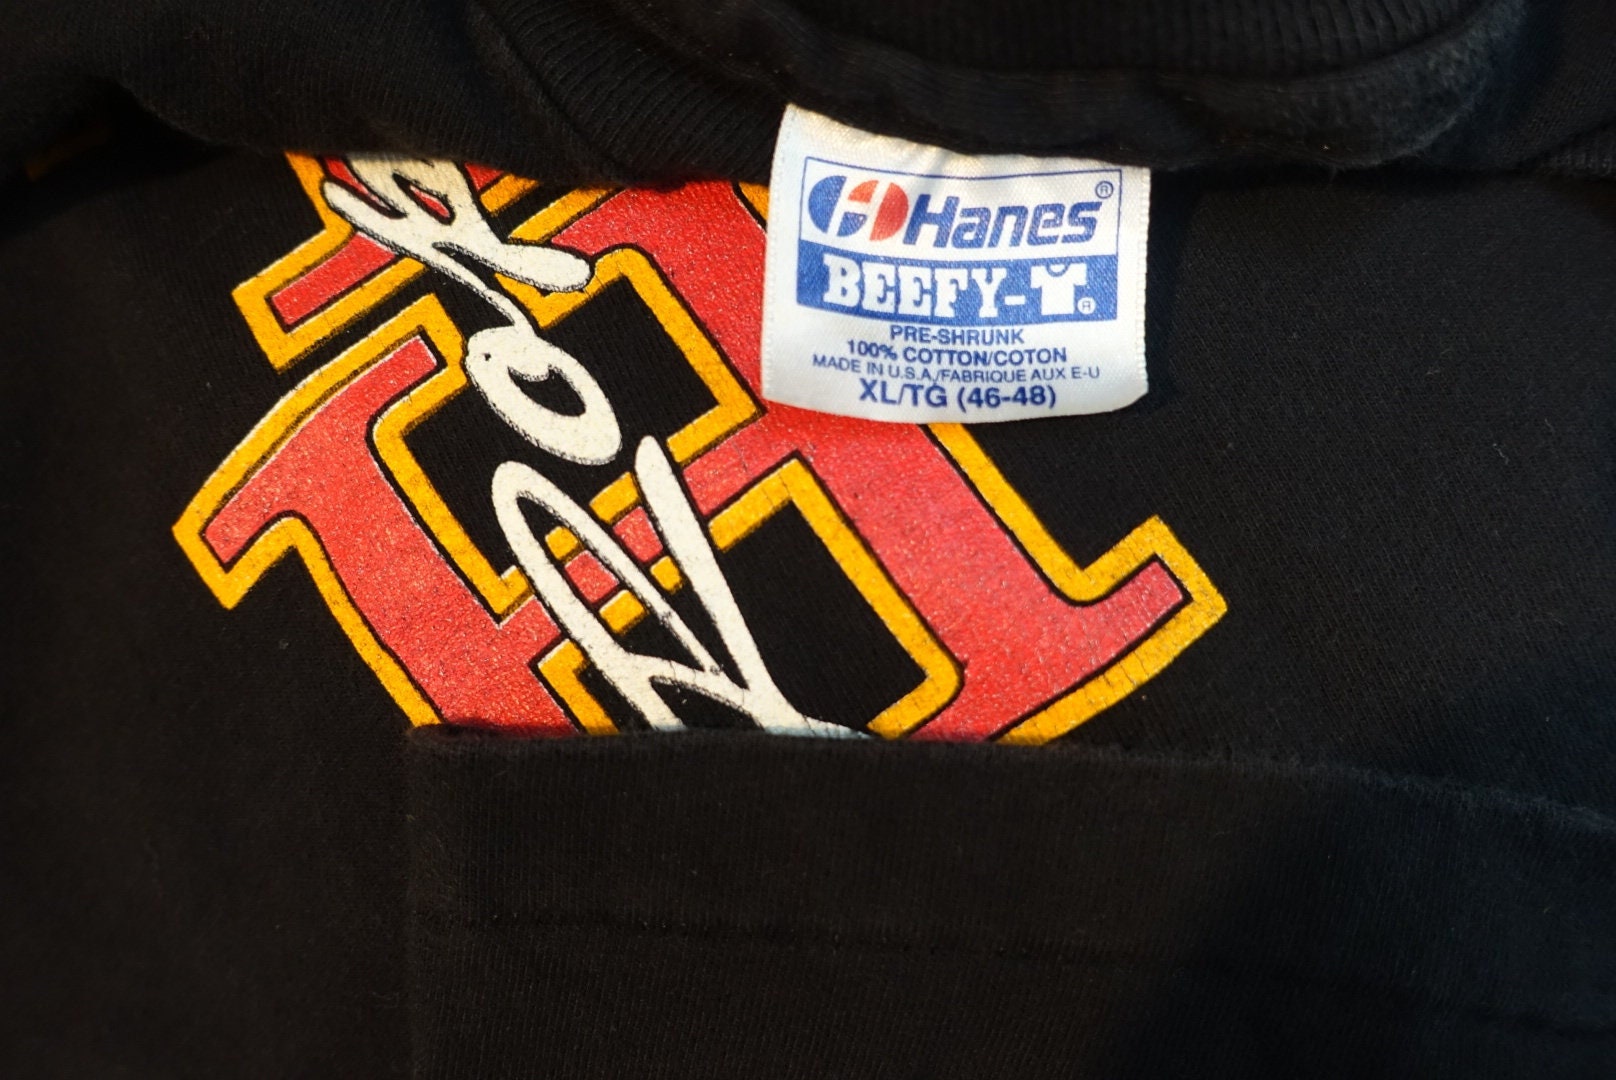 Hanes®
BEEFY-T®
PRE-SHRUNK
100% COTTON/COTON
MADE IN U.S.A./FABRIQUE AUX E-U
XL/TG (46-48)